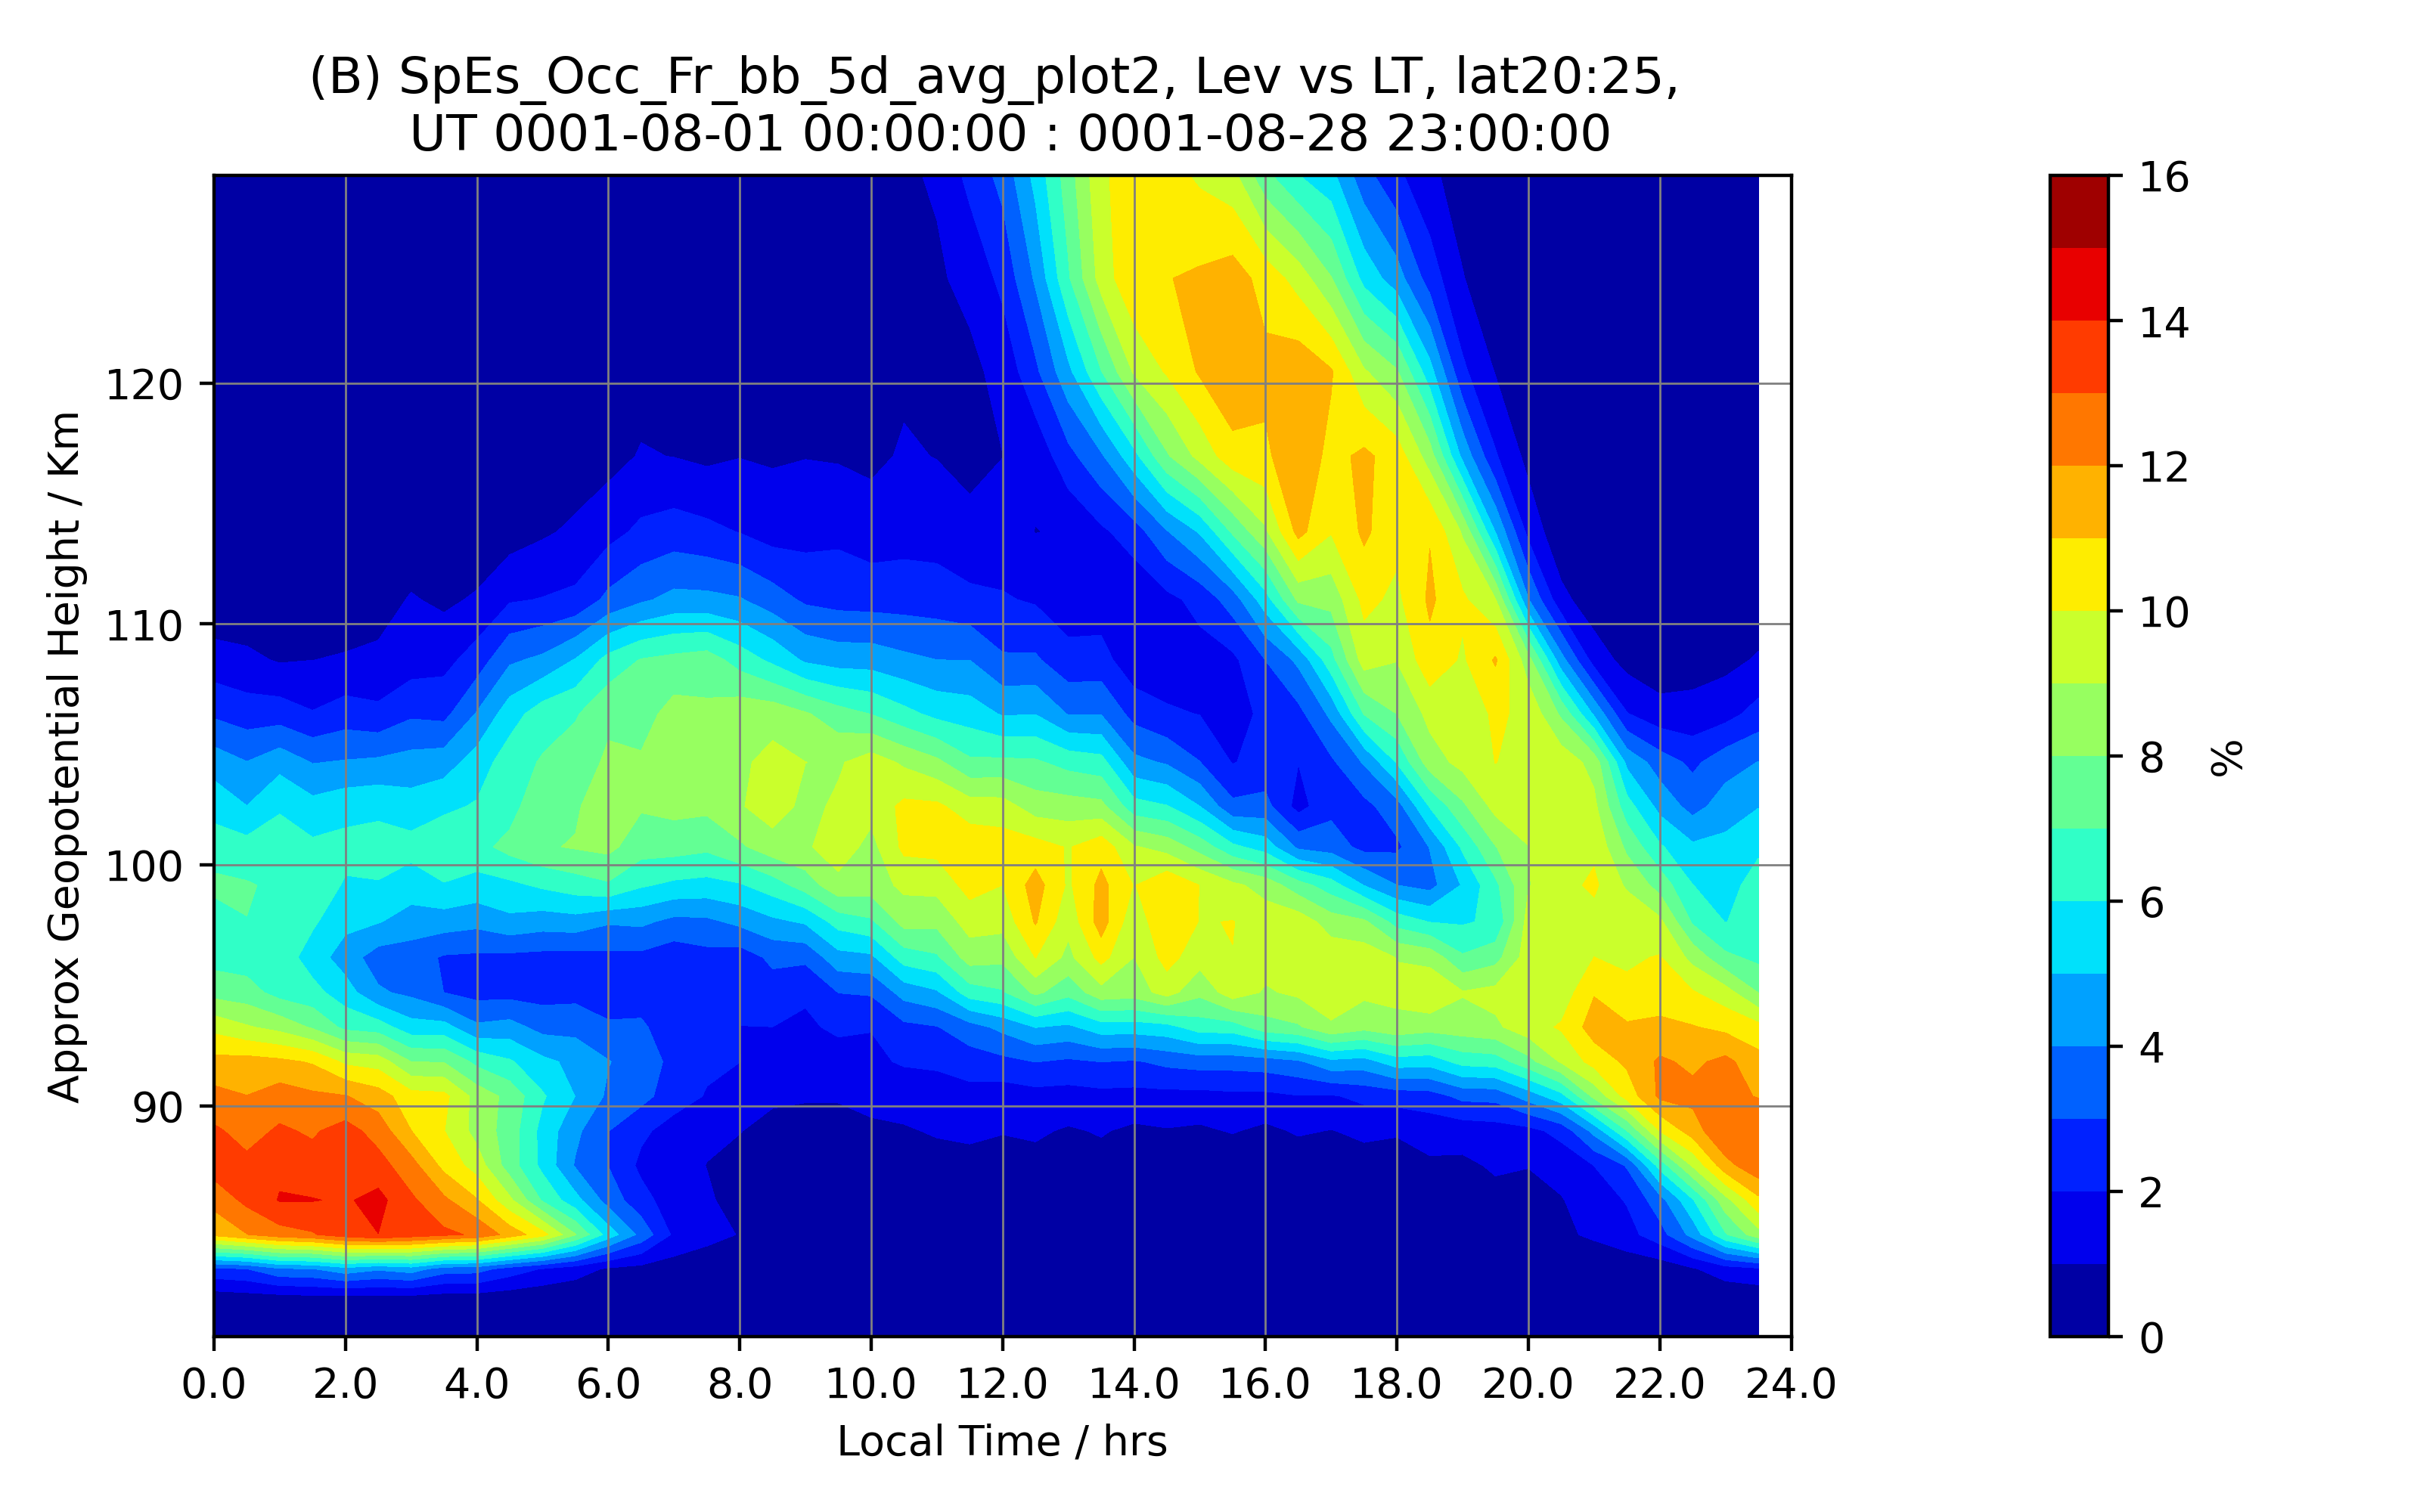 (B) SpEs_Occ_Fr_bb_5d_avg_plot2, Lev vs LT, lat20:25,
UT 0001-08-01 00:00:00 : 0001-08-28 23:00:00
Approx Geopotential Height / Km
120
110
100
90
0.0 2.0 4.0 6.0 8.0 10.0 12.0 14.0 16.0 18.0 20.0 22.0 24.0
Local Time / hrs
16
14
12
10
8
6
4
2
0
%